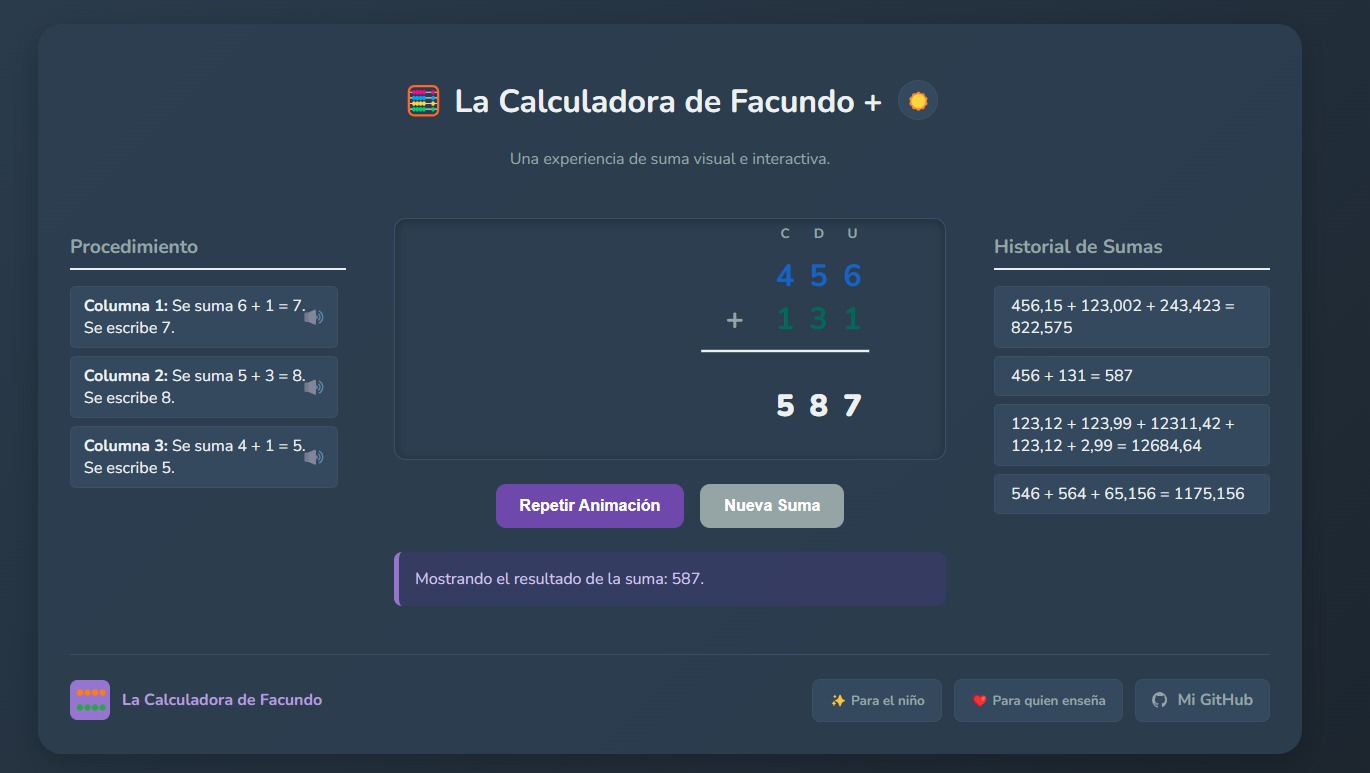 La Calculadora de Facundo +
Una experiencia de suma visual e interactiva.
Procedimiento
Columna 1: Se suma 6 + 1 = 7.
Se escribe 7.
Columna 2: Se suma 5 + 3 = 8.
Se escribe 8.
Columna 3: Se suma 4 + 1 = 5.
Se escribe 5.
C D U
4 5 6
+ 1 3 1
5 8 7
Repetir Animación
Nueva Suma
Mostrando el resultado de la suma: 587.
Historial de Sumas
456,15 + 123,002 + 243,423 =
822,575
456 + 131 = 587
123,12 + 123,99 + 12311,42 +
123,12 + 2,99 = 12684,64
546 + 564 + 65,156 = 1175,156
La Calculadora de Facundo
Para el niño
Para quien enseña
Mi GitHub